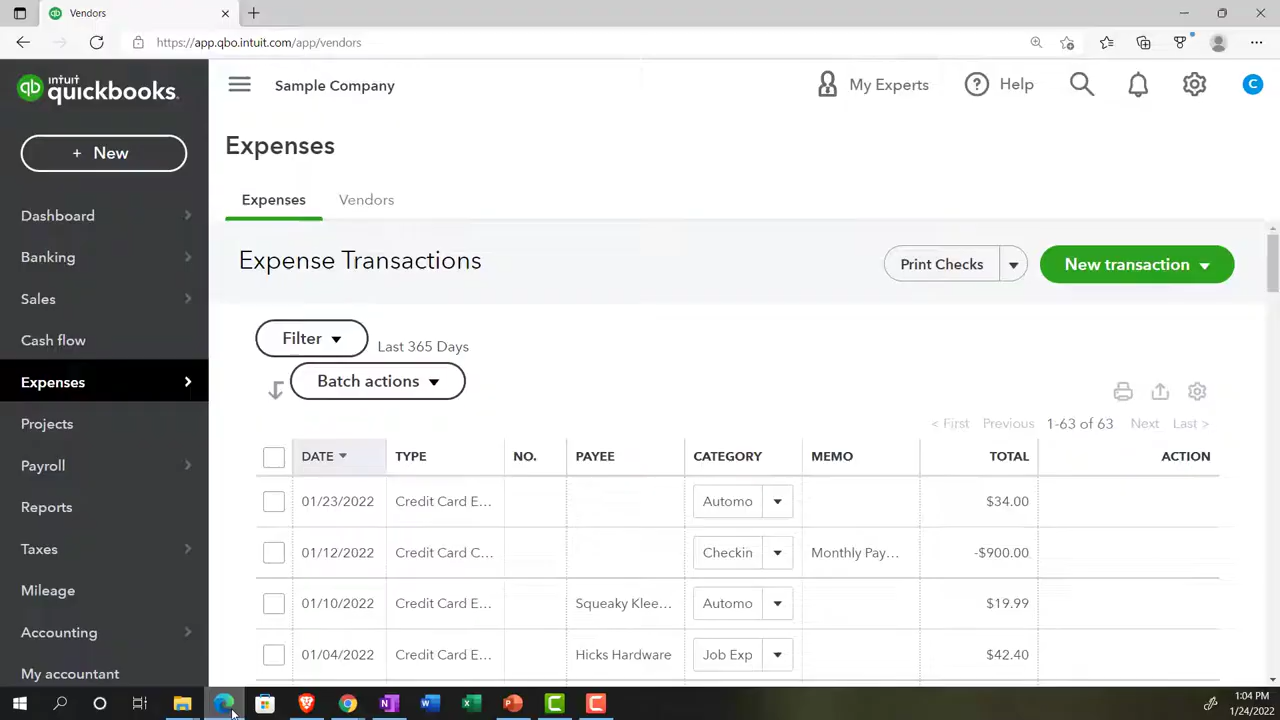 Vendors
https://app.qbo.intuit.com/app/vendors
intuit quickbooks.
Sample Company
My Experts
Help
C
+ New
Dashboard
Banking
Sales
Cash flow
Expenses
Projects
Payroll
Reports
Taxes
Mileage
Accounting
My accountant
Expenses
Expenses Vendors
Expense Transactions
Print Checks
New transaction
Filter
Last 365 Days
Batch actions
< First Previous 1-63 of 63 Next Last >
DATE TYPE NO. PAYEE CATEGORY MEMO TOTAL ACTION
01/23/2022 Credit Card E... Automo $34.00
01/12/2022 Credit Card C... Checkin Monthly Pay... -$900.00
01/10/2022 Credit Card E... Squeaky Klee... Automo $19.99
01/04/2022 Credit Card E... Hicks Hardware Job Exp $42.40
1:04 PM
1/24/2022